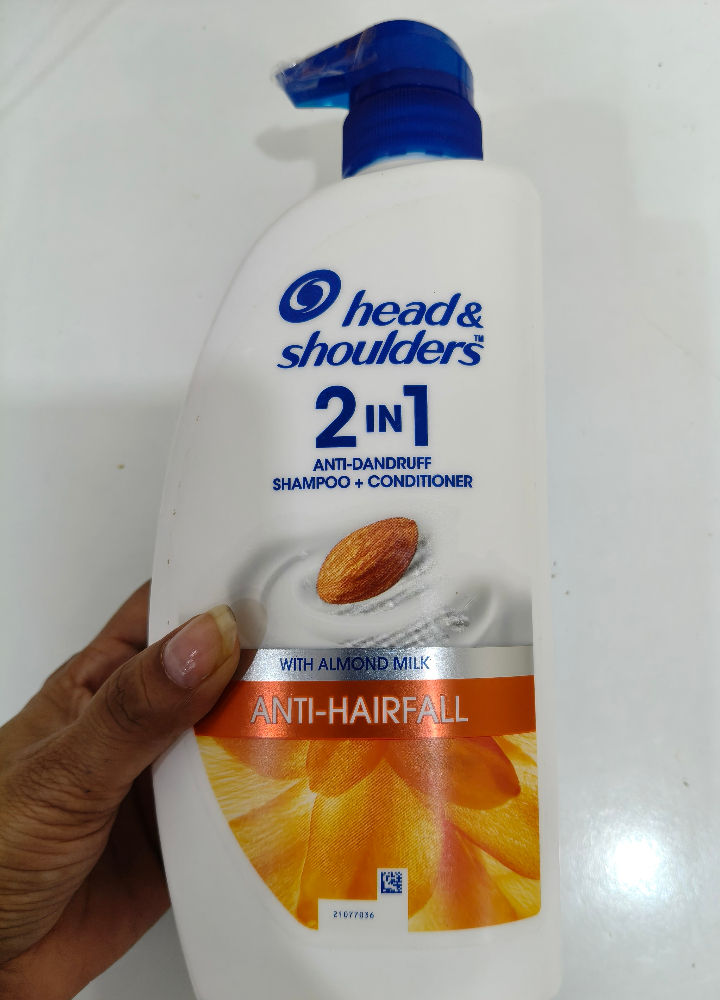 head &
shoulders™
2 IN 1
ANTI-DANDRUFF
SHAMPOO + CONDITIONER
WITH ALMOND MILK
ANTI-HAIRFALL
21077036